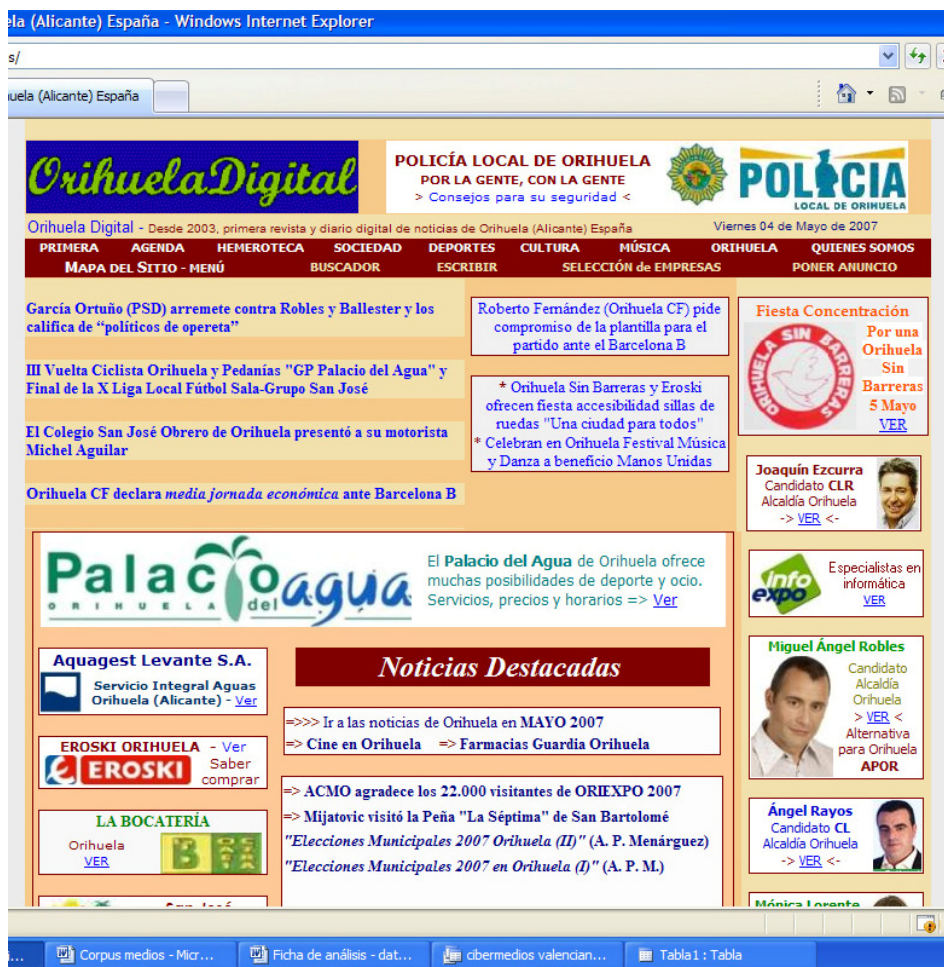 ela (Alicante) España - Windows Internet Explorer
s/
uela (Alicante) España
OrihuelaDigital
POLICÍA LOCAL DE ORIHUELA
POR LA GENTE, CON LA GENTE
> Consejos para su seguridad <
POLICIA
LOCAL DE ORIHUELA
Orihuela Digital - Desde 2003, primera revista y diario digital de noticias de Orihuela (Alicante) España
Viernes 04 de Mayo de 2007
PRIMERA AGENDA HEMEROTECA SOCIEDAD DEPORTES CULTURA MÚSICA ORIHUELA QUIENES SOMOS
MAPA DEL SITIO - MENÚ BUSCADOR ESCRIBIR SELECCIÓN de EMPRESAS PONER ANUNCIO
García Ortuño (PSD) arremete contra Robles y Ballester y los
califica de “políticos de opereta”
III Vuelta Ciclista Orihuela y Pedanías "GP Palacio del Agua" y
Final de la X Liga Local Fútbol Sala-Grupo San José
El Colegio San José Obrero de Orihuela presentó a su motorista
Michel Aguilar
Orihuela CF declara media jornada económica ante Barcelona B
Roberto Fernández (Orihuela CF) pide
compromiso de la plantilla para el
partido ante el Barcelona B
* Orihuela Sin Barreras y Eroski
ofrecen fiesta accesibilidad sillas de
ruedas "Una ciudad para todos"
* Celebran en Orihuela Festival Música
y Danza a beneficio Manos Unidas
Fiesta Concentración
ORIHUELA SIN BARRERAS
Por una
Orihuela
Sin
Barreras
5 Mayo
VER
Joaquín Ezcurra
Candidato CLR
Alcaldía Orihuela
-> VER <-
info
expo
Especialistas en
informática
VER
Miguel Ángel Robles
Candidato
Alcaldía
Orihuela
> VER <
Alternativa
para Orihuela
APOR
Ángel Rayos
Candidato CL
Alcaldía Orihuela
-> VER <-
Mónica Lorente
Palacio del agua
ORIHUELA
El Palacio del Agua de Orihuela ofrece
muchas posibilidades de deporte y ocio.
Servicios, precios y horarios => Ver
Aquagest Levante S.A.
Servicio Integral Aguas
Orihuela (Alicante) - Ver
EROSKI ORIHUELA - Ver
EROSKI
Saber
comprar
LA BOCATERÍA
Orihuela
VER
San José
Noticias Destacadas
=>>> Ir a las noticias de Orihuela en MAYO 2007
=> Cine en Orihuela => Farmacias Guardia Orihuela
=> ACMO agradece los 22.000 visitantes de ORIEXPO 2007
=> Mijatovic visitó la Peña "La Séptima" de San Bartolomé
"Elecciones Municipales 2007 Orihuela (II)" (A. P. Menárguez)
"Elecciones Municipales 2007 en Orihuela (I)" (A. P. M.)
i... Corpus medios - Micr... Ficha de análisis - dat... cibermedios valencian... Tabla1 : Tabla